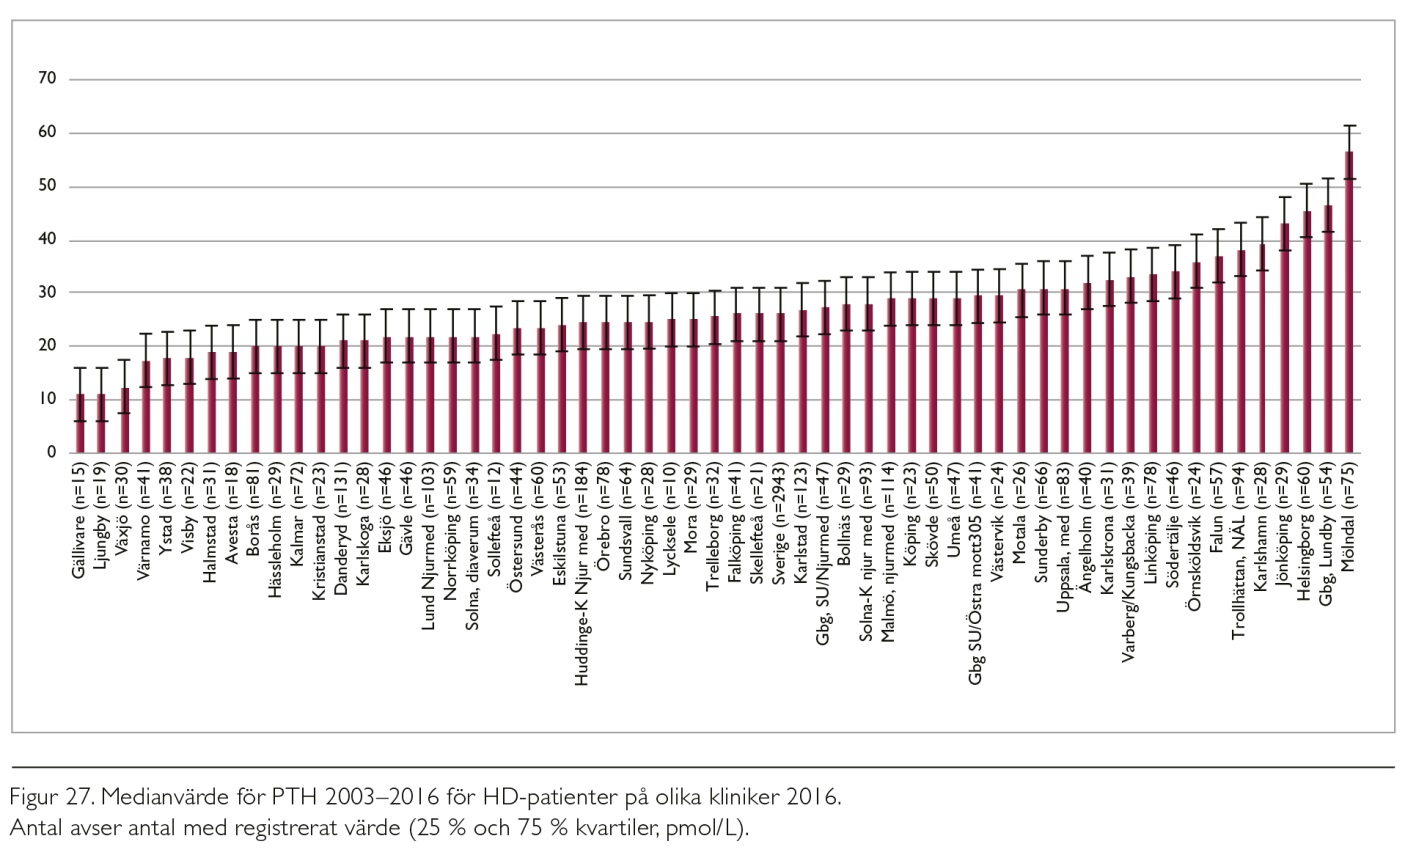 70
60
50
40
30
20
10
0
Gällivare (n=15)
Ljungby (n=19)
Växjö (n=30)
Värnamo (n=41)
Ystad (n=38)
Visby (n=22)
Halmstad (n=31)
Avesta (n=18)
Borås (n=81)
Hässleholm (n=29)
Kalmar (n=72)
Kristianstad (n=23)
Danderyd (n=131)
Karlskoga (n=28)
Eksjö (n=46)
Gävle (n=46)
Lund Njurmed (n=103)
Norrköping (n=59)
Solna, diaverum (n=34)
Sollefteå (n=12)
Östersund (n=44)
Västerås (n=60)
Eskilstuna (n=53)
Huddinge-K Njur med (n=184)
Örebro (n=78)
Sundsvall (n=64)
Nyköping (n=28)
Lycksele (n=10)
Mora (n=29)
Trelleborg (n=32)
Falköping (n=41)
Skellefteå (n=21)
Sverige (n=2943)
Karlstad (n=123)
Gbg, SU/Njurmed (n=47)
Bollnäs (n=29)
Solna-K njur med (n=93)
Malmö, njurmed (n=114)
Köping (n=23)
Skövde (n=50)
Umeå (n=47)
Gbg SU/Östra mott305 (n=41)
Västervik (n=24)
Motala (n=26)
Sunderby (n=66)
Uppsala, med (n=83)
Ängelholm (n=40)
Karlskrona (n=31)
Varberg/Kungsbacka (n=39)
Linköping (n=78)
Södertälje (n=46)
Örnsköldsvik (n=24)
Falun (n=57)
Trollhättan, NÄL (n=94)
Karlshamn (n=28)
Jönköping (n=29)
Helsingborg (n=60)
Gbg, Lundby (n=54)
Mölndal (n=75)
Figur 27. Medianvärde för PTH 2003–2016 för HD-patienter på olika kliniker 2016.
Antal avser antal med registrerat värde (25 % och 75 % kvartiler, pmol/L).